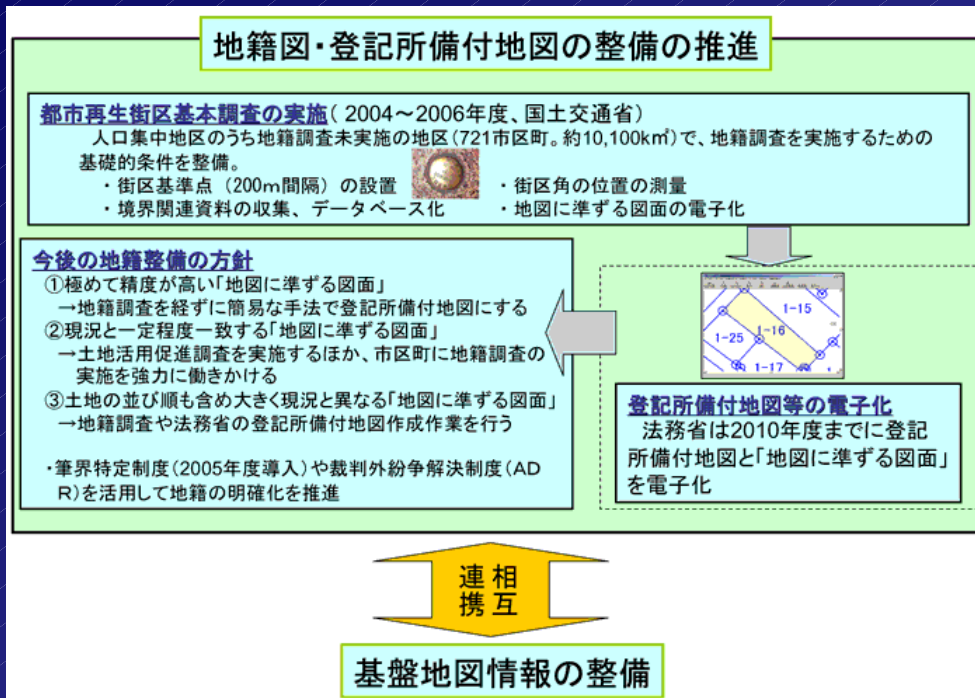 地籍図・登記所備付地図の整備の推進
都市再生街区基本調査の実施( 2004～2006年度、国土交通省)
人口集中地区のうち地籍調査未実施の地区(721市区町。約10,100k㎡)で、地籍調査を実施するための
基礎的条件を整備。
・街区基準点（200m間隔）の設置　・街区角の位置の測量
・境界関連資料の収集、データベース化　・地図に準ずる図面の電子化
今後の地籍整備の方針
①極めて精度が高い「地図に準ずる図面」
→地籍調査を経ずに簡易な手法で登記所備付地図にする
②現況と一定程度一致する「地図に準ずる図面」
→土地活用促進調査を実施するほか、市区町に地籍調査の
実施を強力に働きかける
③土地の並び順も含め大きく現況と異なる「地図に準ずる図面」
→地籍調査や法務省の登記所備付地図作成作業を行う
・筆界特定制度(2005年度導入)や裁判外紛争解決制度(AD
R)を活用して地籍の明確化を推進
1-15
1-16
1-25
1-17
登記所備付地図等の電子化
法務省は2010年度までに登記
所備付地図と「地図に準ずる図面」
を電子化
相互
連携
基盤地図情報の整備